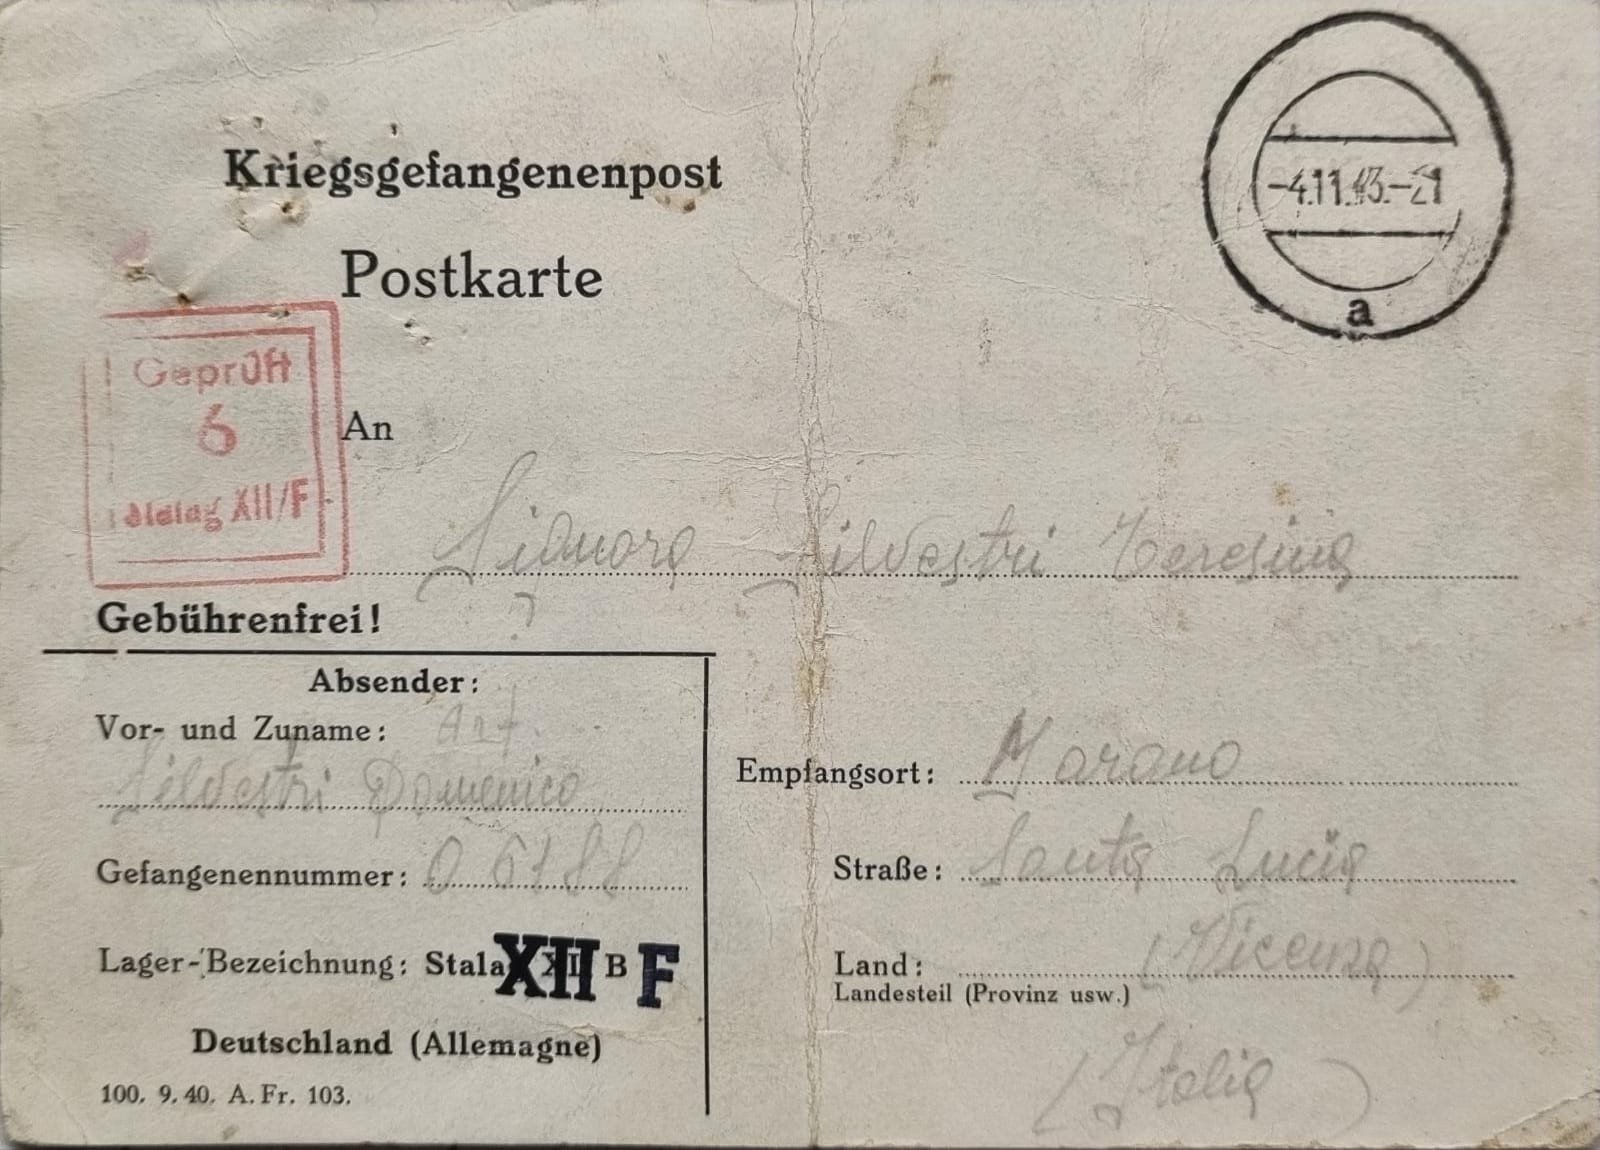 Kriegsgefangenenpost
-4.11.43.-21
a
Postkarte
Geprüft
6
Stalag XII/F
An
Signora Silvestri Teresina
Gebührenfrei!
Absender:
Vor- und Zuname: Art.
Silvestri Domenico
Gefangenennummer: 06188
Lager-Bezeichnung: Stalag XII B F
Deutschland (Allemagne)
100. 9. 40. A. Fr. 103.
Empfangsort: Marano
Straße: Santa Lucia
Land: (Vicenza)
Landesteil (Provinz usw.)
(Italia)